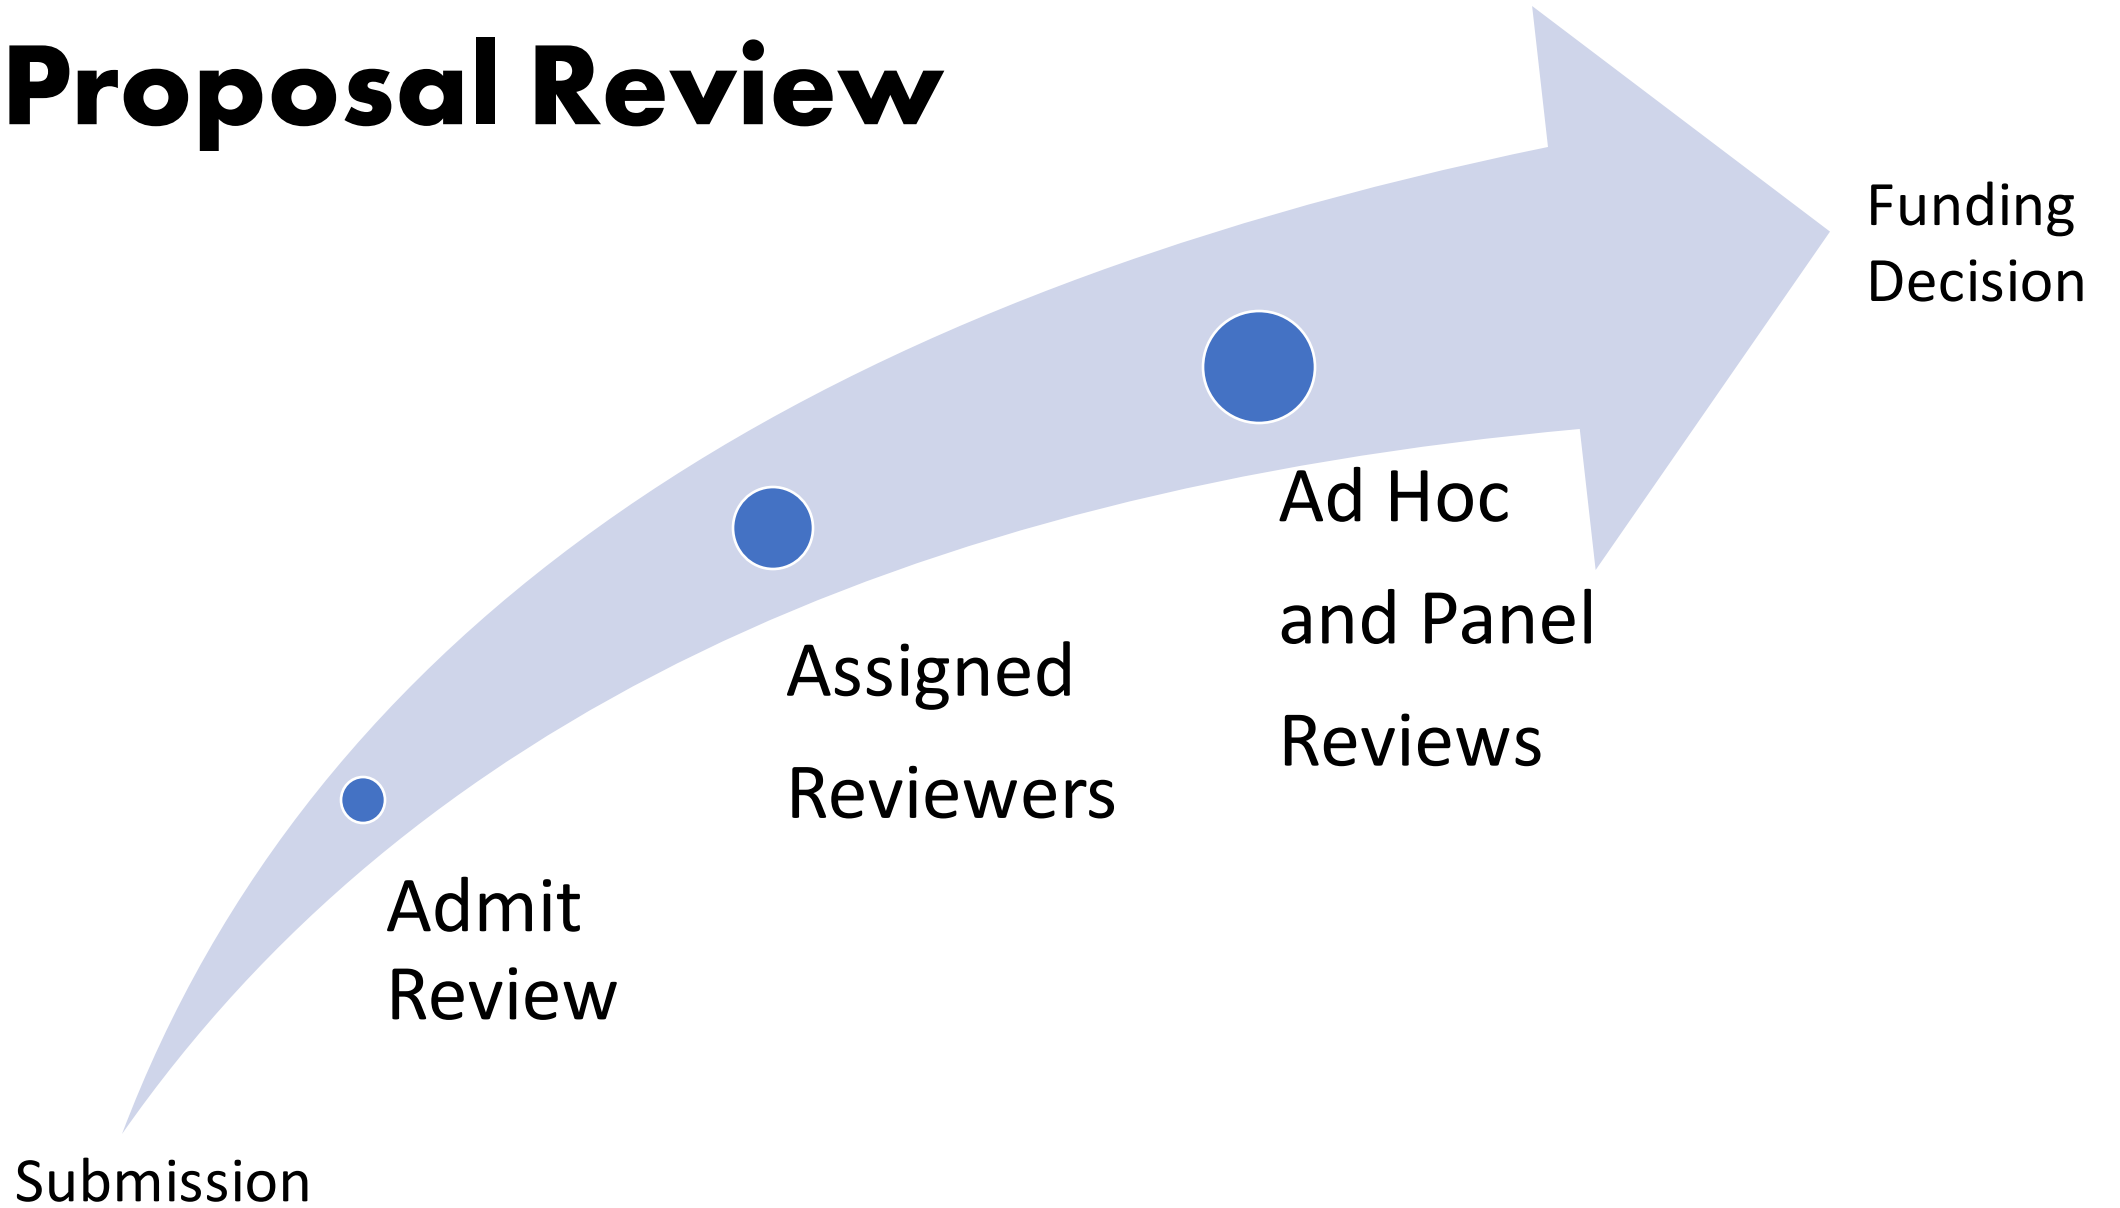 Proposal Review
Funding
Decision
Ad Hoc
and Panel
Reviews
Assigned
Reviewers
Admit
Review
Submission